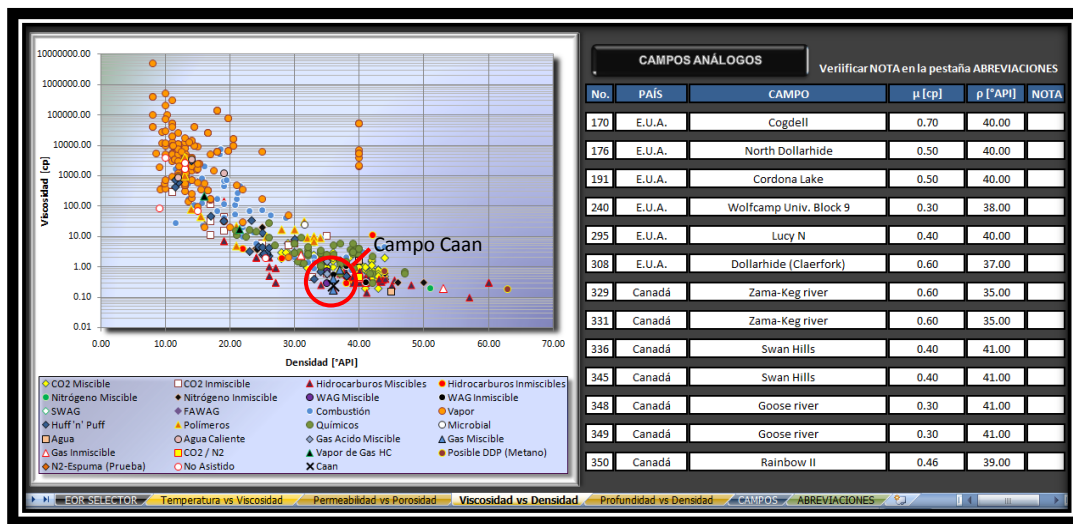 10000000.00
1000000.00
100000.00
10000.00
1000.00
100.00
10.00
1.00
0.10
0.01
Viscosidad [cp]
Campo Caan
0.00 10.00 20.00 30.00 40.00 50.00 60.00 70.00
Densidad [°API]
CO2 Miscible CO2 Inmiscible Hidrocarburos Miscibles Hidrocarburos Inmiscibles
Nitrógeno Miscible Nitrógeno Inmiscible WAG Miscible WAG Inmiscible
SWAG FAWAG Combustión Vapor
Huff 'n' Puff Polímeros Químicos Microbial
Agua Agua Caliente Gas Acido Miscible Gas Miscible
Gas Inmiscible CO2 / N2 Vapor de Gas HC Posible DDP (Metano)
N2-Espuma (Prueba) No Asistido Caan
CAMPOS ANÁLOGOS
Veriificar NOTA en la pestaña ABREVIACIONES
No. PAÍS CAMPO µ [cp] ρ [°API] NOTA
170 E.U.A. Cogdell 0.70 40.00
176 E.U.A. North Dollarhide 0.50 40.00
191 E.U.A. Cordona Lake 0.50 40.00
240 E.U.A. Wolfcamp Univ. Block 9 0.30 38.00
295 E.U.A. Lucy N 0.40 40.00
308 E.U.A. Dollarhide (Claerfork) 0.60 37.00
329 Canadá Zama-Keg river 0.60 35.00
331 Canadá Zama-Keg river 0.60 35.00
336 Canadá Swan Hills 0.40 41.00
345 Canadá Swan Hills 0.40 41.00
348 Canadá Goose river 0.30 41.00
349 Canadá Goose river 0.30 41.00
350 Canadá Rainbow II 0.46 39.00
EOR SELECTOR Temperatura vs Viscosidad Permeabilidad vs Porosidad Viscosidad vs Densidad Profundidad vs Densidad CAMPOS ABREVIACIONES